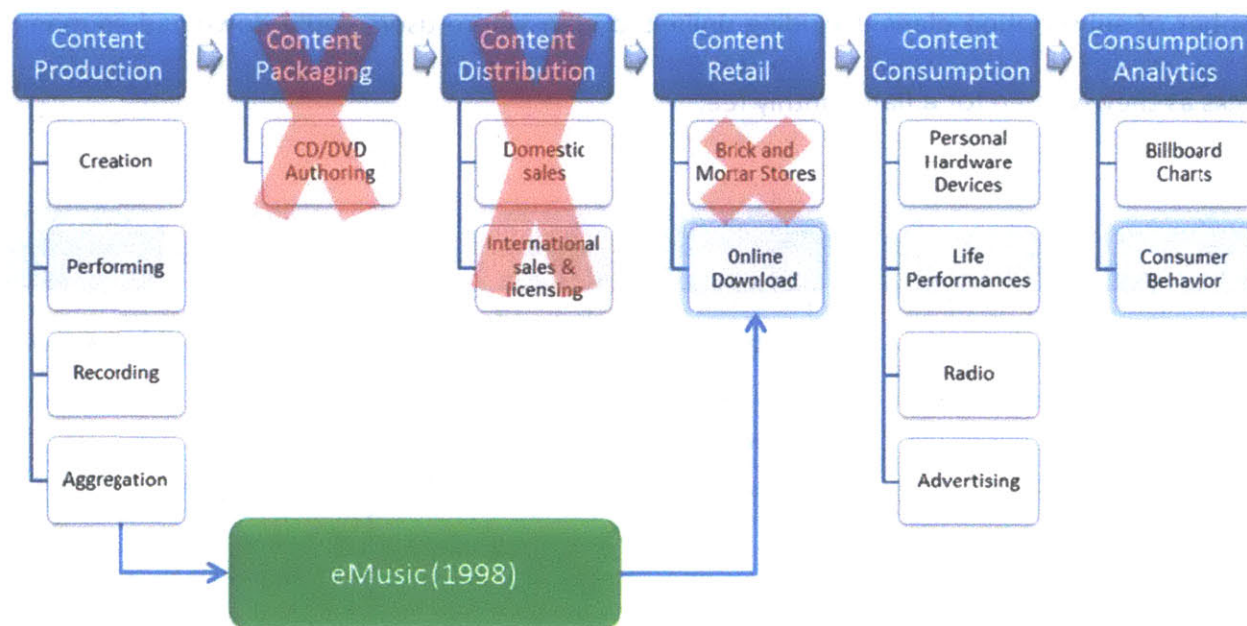 Content
Production
Content
Packaging
Content
Distribution
Content
Retail
Content
Consumption
Consumption
Analytics
Creation
CD/DVD
Authoring
Domestic
sales
Brick and
Mortar Stores
Personal
Hardware
Devices
Billboard
Charts
Performing
International
sales &
licensing
Online
Download
Life
Performances
Consumer
Behavior
Recording
Radio
Aggregation
Advertising
eMusic (1998)